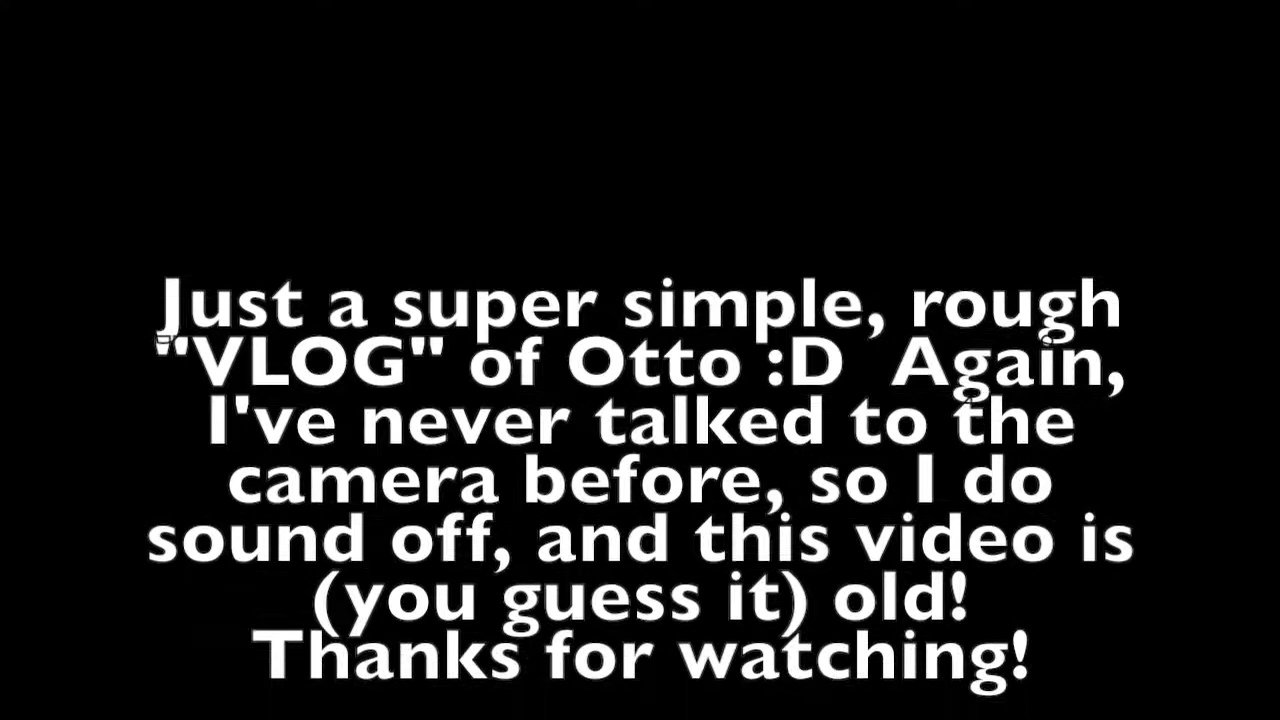 Just a super simple, rough
"VLOG" of Otto :D  Again,
I've never talked to the
camera before, so I do
sound off, and this video is
(you guess it) old!
Thanks for watching!